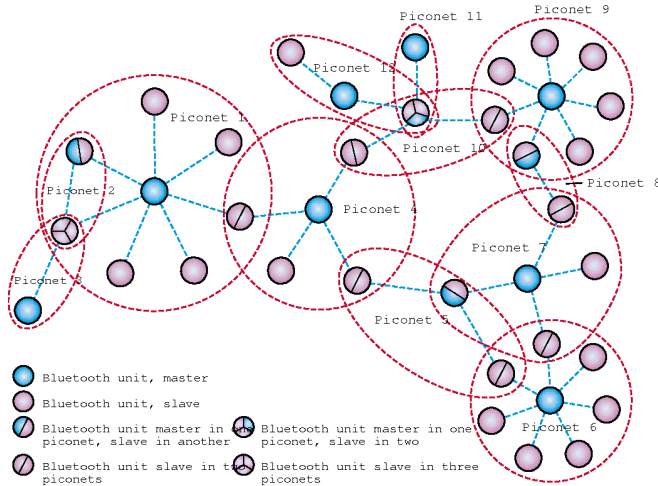 Piconet 11
Piconet 9
Piconet 12
Piconet 1
Piconet 10
Piconet 2
Piconet 8
Piconet 4
Piconet 7
Piconet 3
Piconet 5
Bluetooth unit, master
Bluetooth unit, slave
Piconet 6
Bluetooth unit master in one
piconet, slave in another
Bluetooth unit master in one
piconet, slave in two
Bluetooth unit slave in two
piconets
Bluetooth unit slave in three
piconets